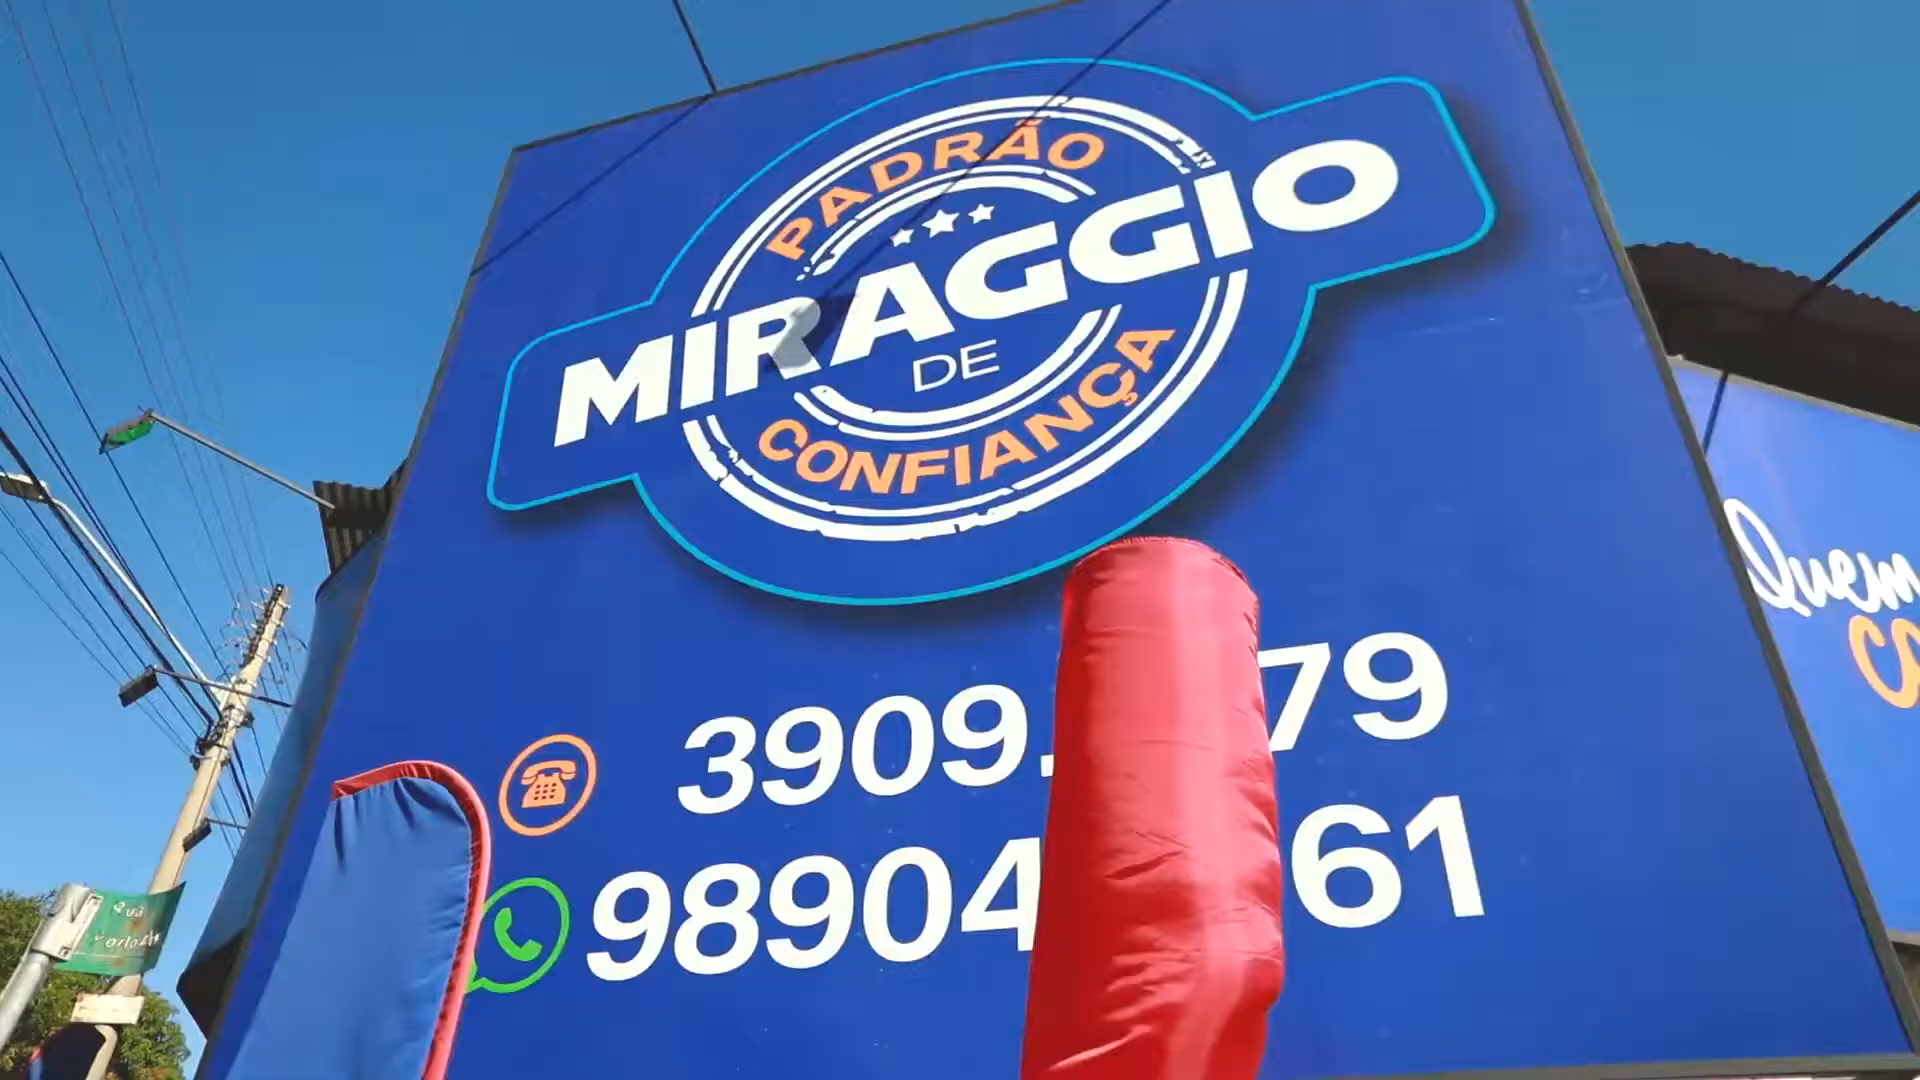 PADRÃO
MIRAGGIO
DE
CONFIANÇA
3909. 79
98904 61
Quem